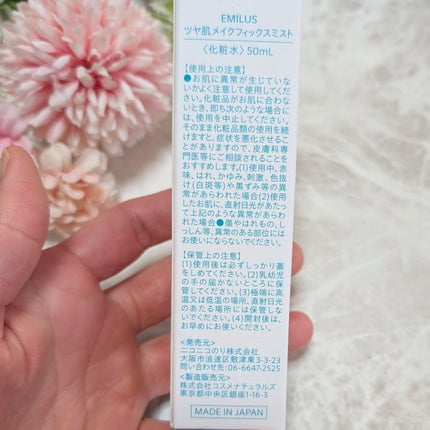 EMILUS
ツヤ肌メイクフィックスミスト
〈化粧水〉50mL
【使用上の注意】
●お肌に異常が生じていな
いかよく注意して使用してくだ
さい。化粧品がお肌に合わな
いとき、即ち次のような場合に
は、使用を中止してください。
そのまま化粧品類の使用を続
けますと、症状を悪化させるこ
とがありますので、皮膚科専
門医等にご相談されることを
おすすめします。(1)使用中、赤
味、はれ、かゆみ、刺激、色抜
け(白斑等)や黒ずみ等の異
常があらわれた場合(2)使用
したお肌に、直射日光があたっ
て上記のような異常があらわ
れた場合●傷やはれもの、し
っしん等、異常のある部位には
お使いにならないでください。
【保管上の注意】
(1)使用後は必ずしっかり蓋
をしめてください。(2)乳幼児
の手の届かないところに保
管してください。(3)極端に高
温又は低温の場所、直射日光
のあたる場所には保管しな
いでください。(4)開封後は、
お早めにお使いください。
<発売元>
ニコニコのり株式会社
大阪市浪速区敷津東3-3-23
問い合わせ先:06-6647-2525
<製造販売元>
株式会社コスメナチュラルズ
東京都中央区銀座1-16-3
MADE IN JAPAN